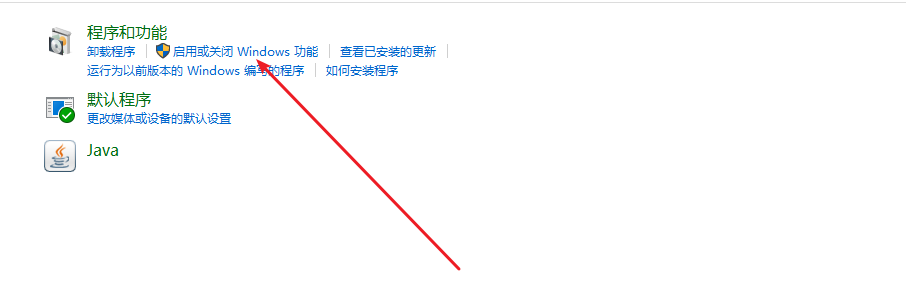 程序和功能
卸载程序 启用或关闭 Windows 功能 查看已安装的更新
运行为以前版本的 Windows 编写的程序 如何安装程序
默认程序
更改媒体或设备的默认设置
Java